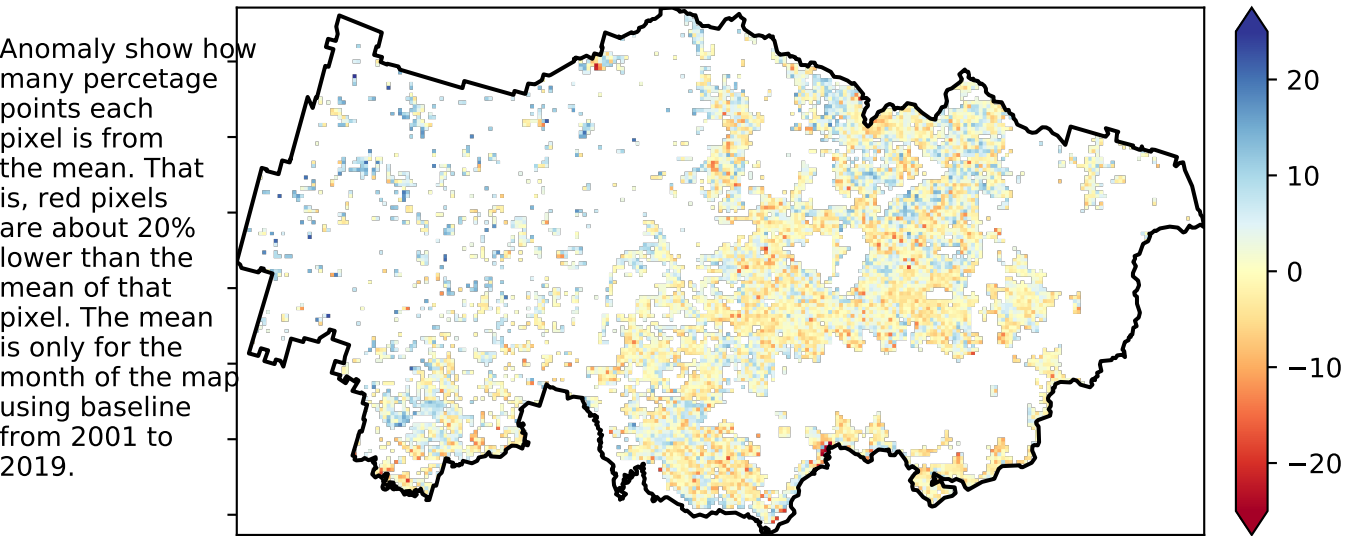 Anomaly show how
many percetage
points each
pixel is from
the mean. That
is, red pixels
are about 20%
lower than the
mean of that
pixel. The mean
is only for the
month of the map
using baseline
from 2001 to
2019.
20
10
0
−10
−20